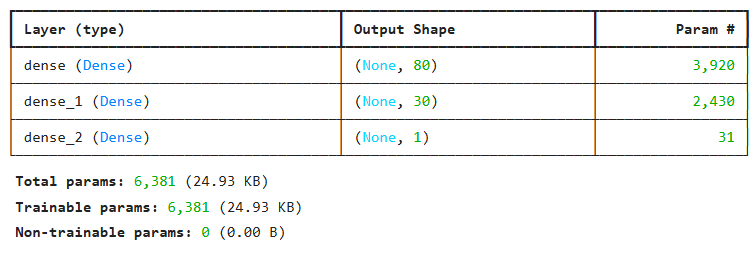 Layer (type) Output Shape Param #
dense (Dense) (None, 80) 3,920
dense_1 (Dense) (None, 30) 2,430
dense_2 (Dense) (None, 1) 31
Total params: 6,381 (24.93 KB)
Trainable params: 6,381 (24.93 KB)
Non-trainable params: 0 (0.00 B)